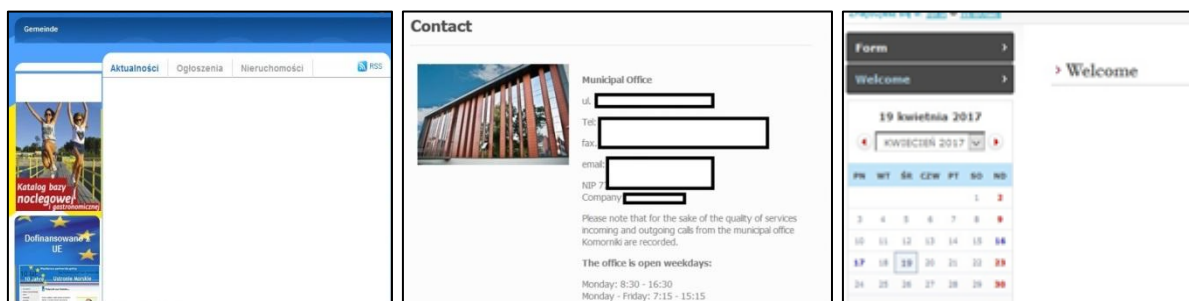 Gemeinde
Aktualności Ogłoszenia Nieruchomości RSS
Katalog bazy
noclegowej
i gastronomicznej
Dofinansowane z
UE
10 Ustronie Morskie
Contact
Municipal Office
ul.
Tel:
fax.
email:
NIP 7
Company
Please note that for the sake of the quality of services
incoming and outgoing calls from the municipal office
Komorniki are recorded.
The office is open weekdays:
Monday: 8:30 - 16:30
Monday - Friday: 7:15 - 15:15
Form
Welcome
19 kwietnia 2017
KWIECIEŃ 2017
PN WT ŚR CZW PT SO ND
1 2
3 4 5 6 7 8 9
10 11 12 13 14 15 16
17 18 19 20 21 22 23
24 25 26 27 28 29 30
Welcome